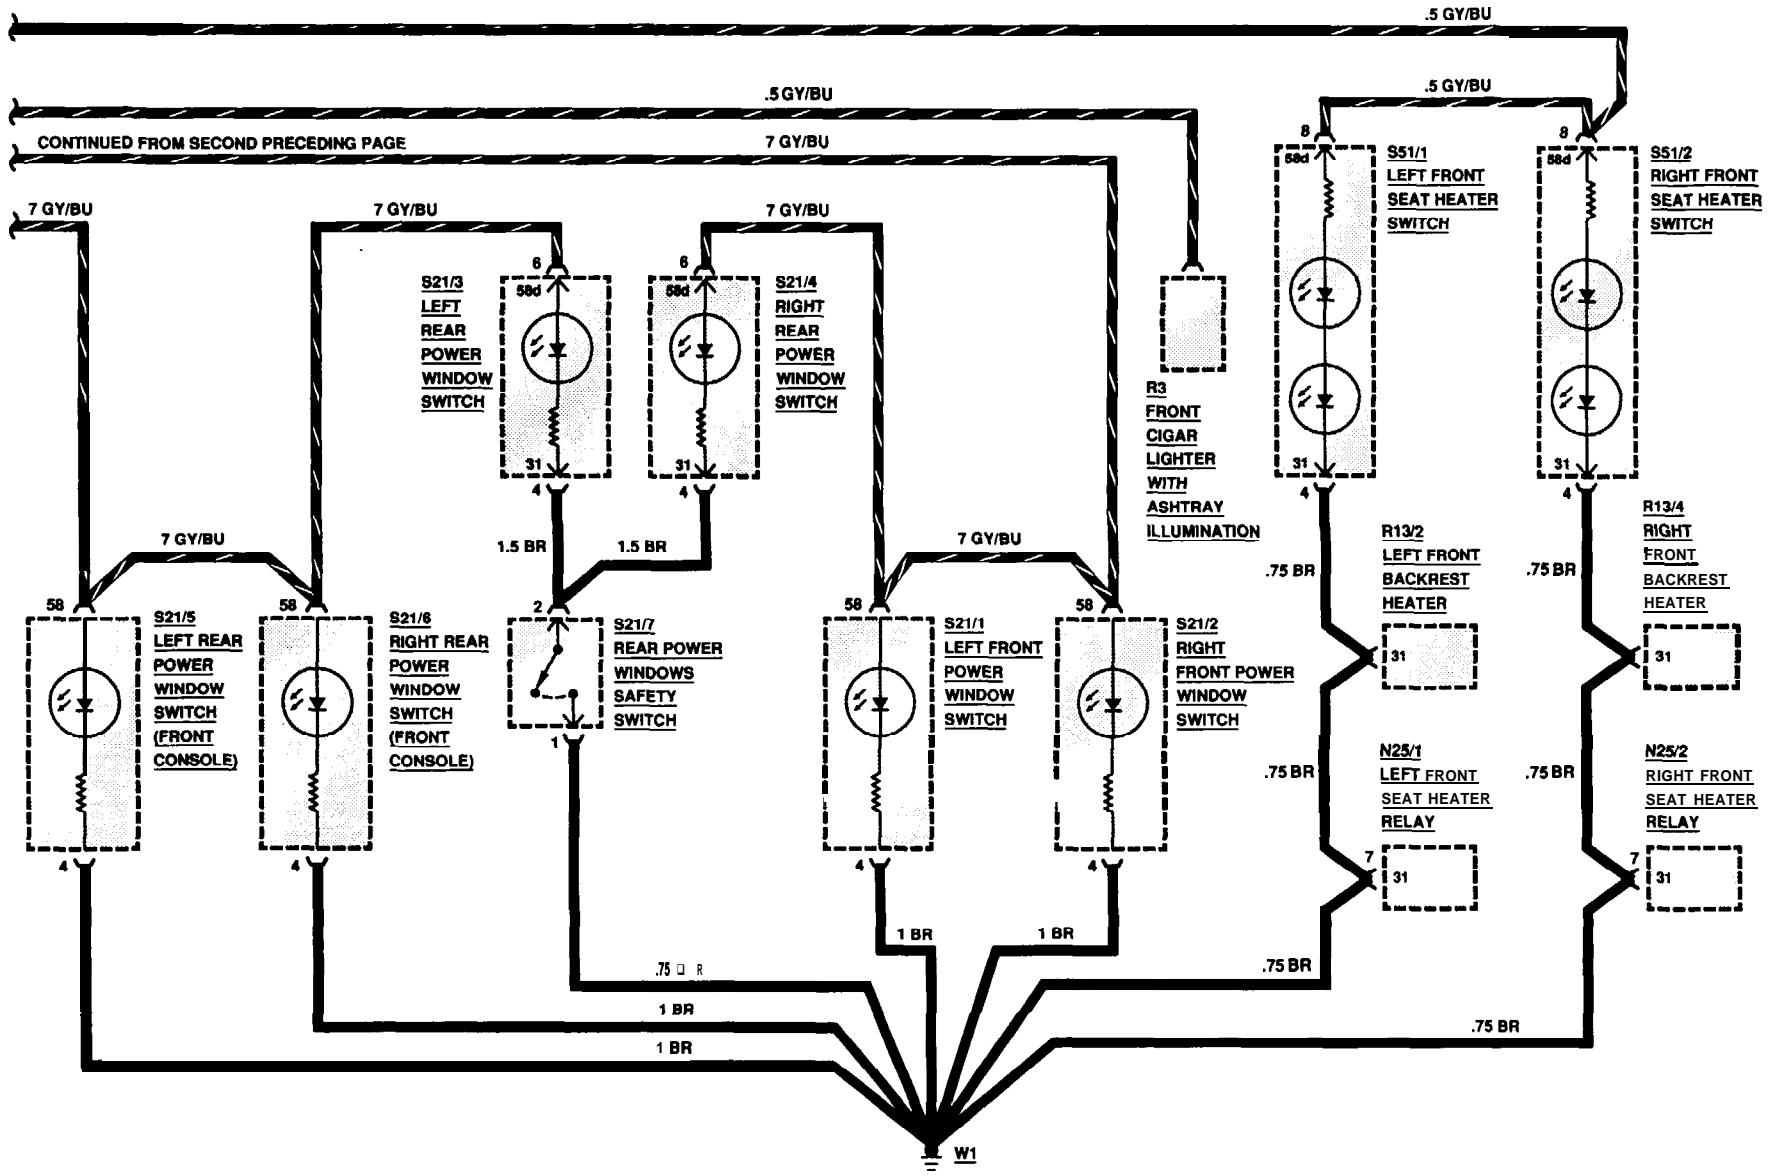 .5 GY/BU
.5 GY/BU
.5 GY/BU
CONTINUED FROM SECOND PRECEDING PAGE
7 GY/BU
7 GY/BU
7 GY/BU
7 GY/BU
8
58d
S51/1
LEFT FRONT
SEAT HEATER
SWITCH
31
4
8
58d
S51/2
RIGHT FRONT
SEAT HEATER
SWITCH
31
4
S21/3
LEFT
REAR
POWER
WINDOW
SWITCH
6
58d
31
4
6
58d
31
4
S21/4
RIGHT
REAR
POWER
WINDOW
SWITCH
R3
FRONT
CIGAR
LIGHTER
WITH
ASHTRAY
ILLUMINATION
1.5 BR
1.5 BR
7 GY/BU
7 GY/BU
.75 BR
R13/2
LEFT FRONT
BACKREST
HEATER
31
.75 BR
R13/4
RIGHT
FRONT
BACKREST
HEATER
31
58
S21/5
LEFT REAR
POWER
WINDOW
SWITCH
(FRONT
CONSOLE)
4
58
S21/6
RIGHT REAR
POWER
WINDOW
SWITCH
(FRONT
CONSOLE)
4
2
S21/7
REAR POWER
WINDOWS
SAFETY
SWITCH
1
58
S21/1
LEFT FRONT
POWER
WINDOW
SWITCH
4
58
S21/2
RIGHT
FRONT POWER
WINDOW
SWITCH
4
.75 BR
N25/1
LEFT FRONT
SEAT HEATER
RELAY
7
31
.75 BR
N25/2
RIGHT FRONT
SEAT HEATER
RELAY
7
31
1 BR
1 BR
.75 BR
.75 □ R
1 BR
.75 BR
1 BR
W1